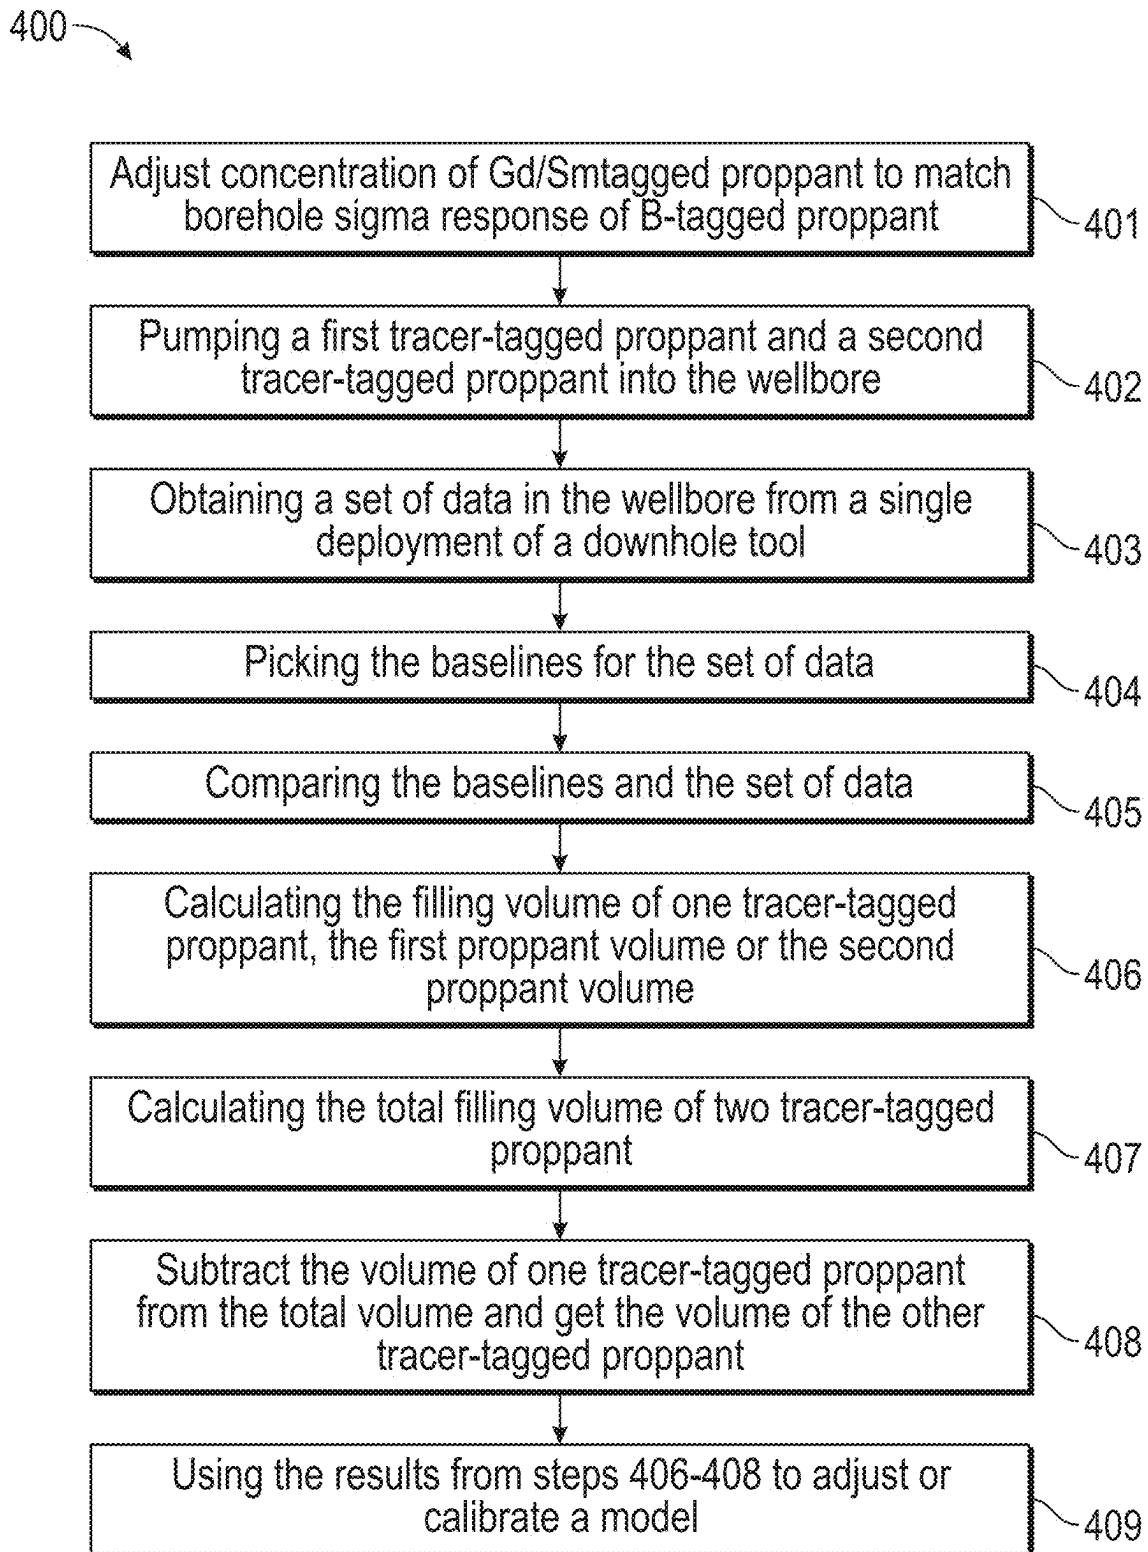 400
Adjust concentration of Gd/Smtagged proppant to match
borehole sigma response of B-tagged proppant
401
Pumping a first tracer-tagged proppant and a second
tracer-tagged proppant into the wellbore
402
Obtaining a set of data in the wellbore from a single
deployment of a downhole tool
403
Picking the baselines for the set of data
404
Comparing the baselines and the set of data
405
Calculating the filling volume of one tracer-tagged
proppant, the first proppant volume or the second
proppant volume
406
Calculating the total filling volume of two tracer-tagged
proppant
407
Subtract the volume of one tracer-tagged proppant
from the total volume and get the volume of the other
tracer-tagged proppant
408
Using the results from steps 406-408 to adjust or
calibrate a model
409